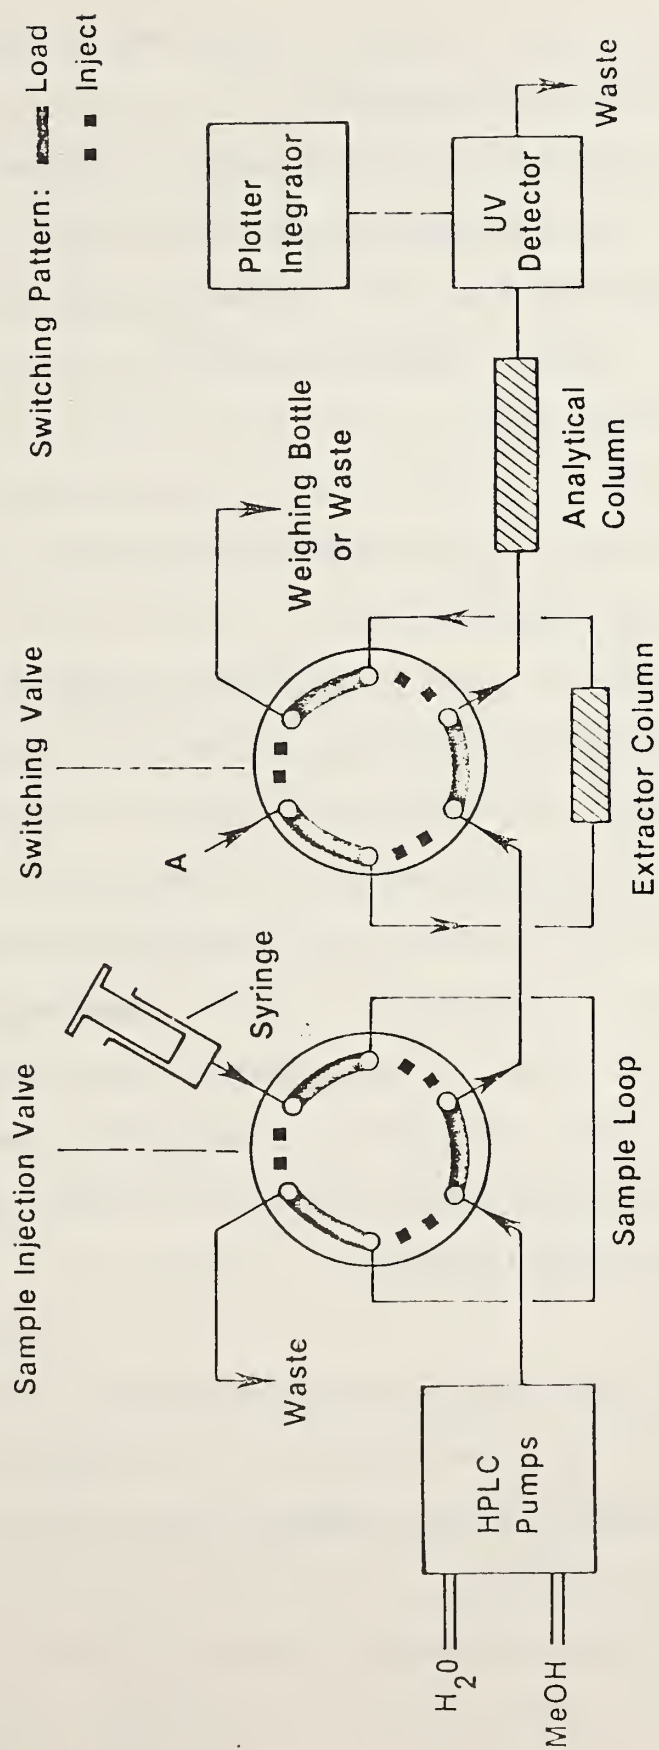 Switching Pattern: Load
Inject
Sample Injection Valve
Switching Valve
Syringe
A
Waste
Weighing Bottle
or Waste
Plotter
Integrator
HPLC
Pumps
H2O
MeOH
Sample Loop
Extractor Column
Analytical
Column
UV
Detector
Waste